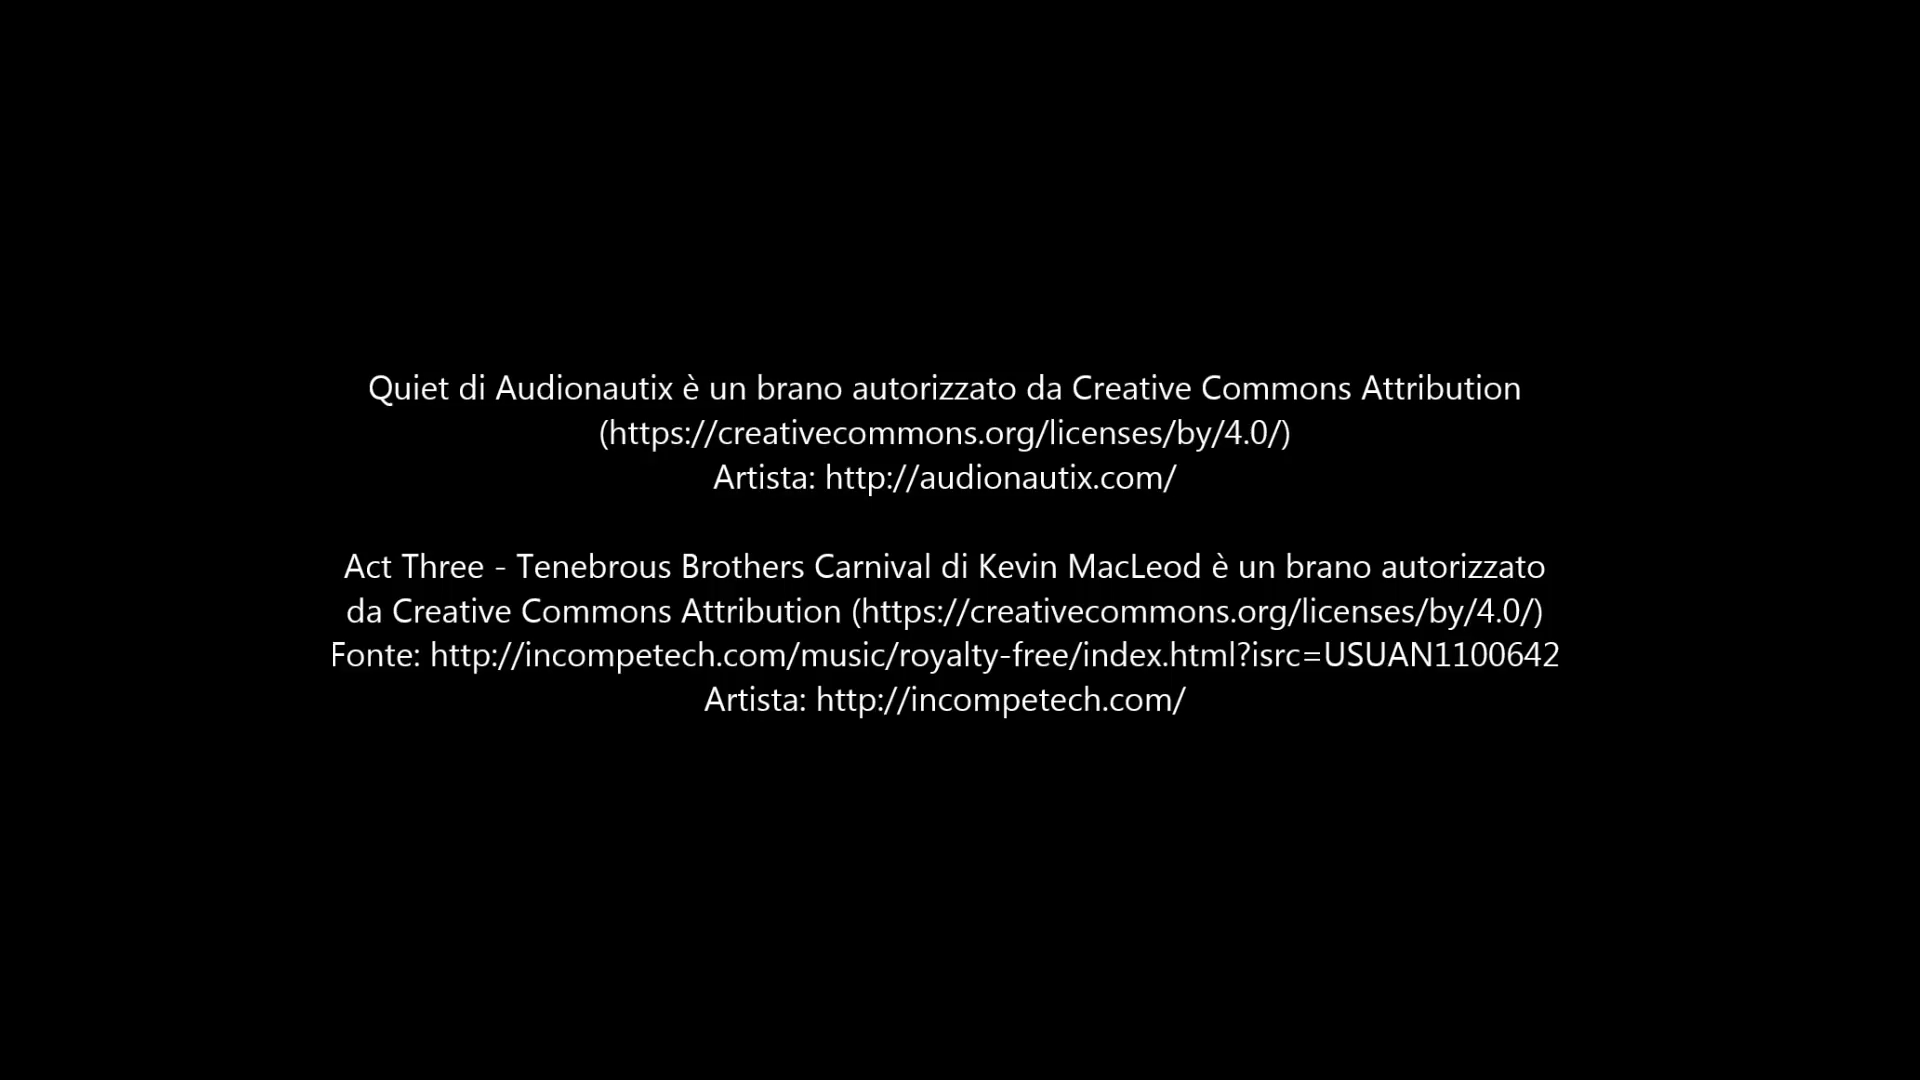 Quiet di Audionautix è un brano autorizzato da Creative Commons Attribution
(https://creativecommons.org/licenses/by/4.0/)
Artista: http://audionautix.com/
Act Three - Tenebrous Brothers Carnival di Kevin MacLeod è un brano autorizzato
da Creative Commons Attribution (https://creativecommons.org/licenses/by/4.0/)
Fonte: http://incompetech.com/music/royalty-free/index.html?isrc=USUAN1100642
Artista: http://incompetech.com/